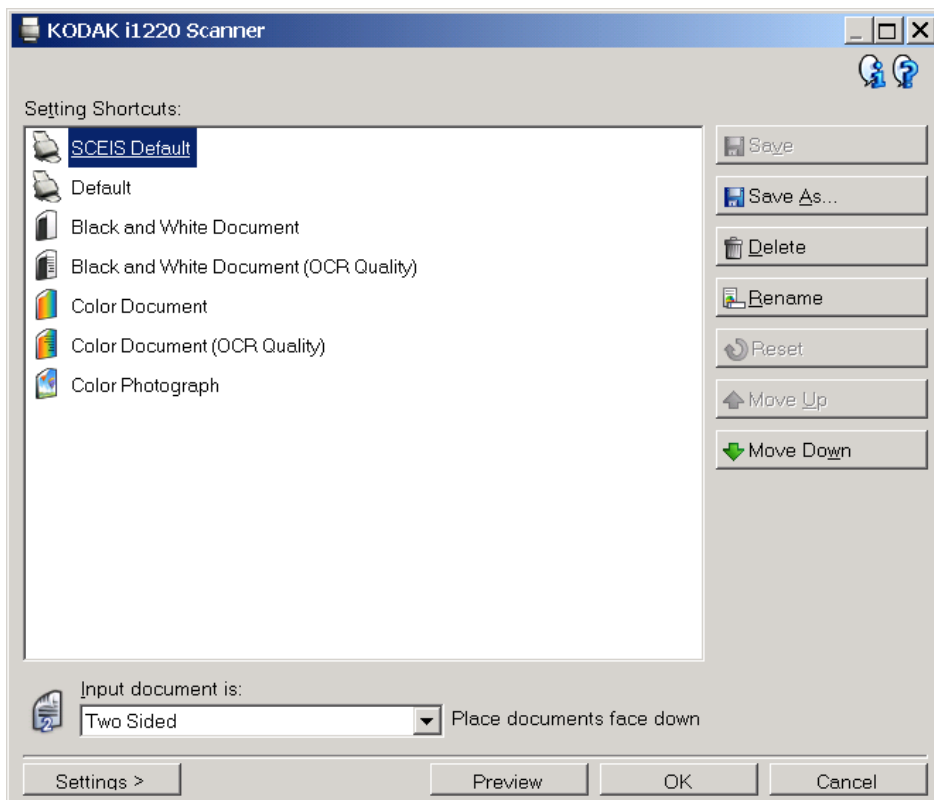 KODAK i1220 Scanner
Setting Shortcuts:
SCEIS Default
Default
Black and White Document
Black and White Document (OCR Quality)
Color Document
Color Document (OCR Quality)
Color Photograph
Save
Save As...
Delete
Rename
Reset
Move Up
Move Down
Input document is:
Two Sided
Place documents face down
Settings >
Preview
OK
Cancel